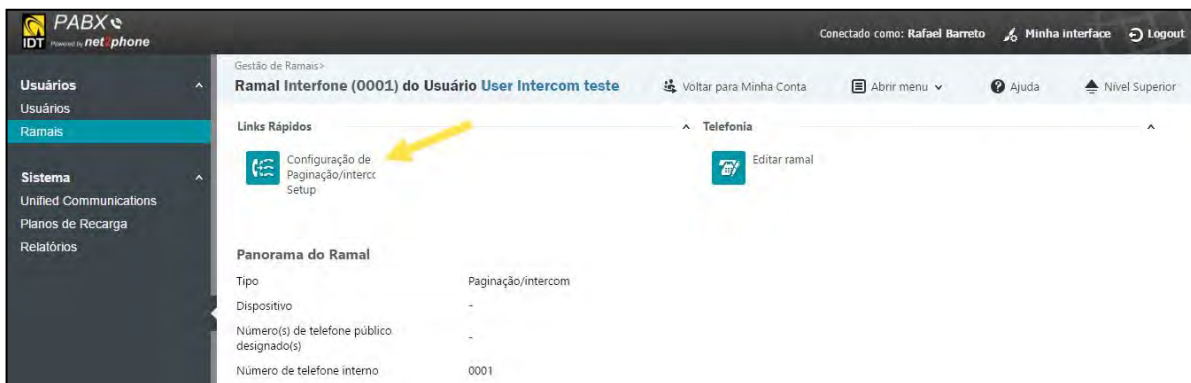 PABX
IDT Powered by net2phone
Conectado como: Rafael Barreto Minha interface Logout
Usuários
Usuários
Ramais
Sistema
Unified Communications
Planos de Recarga
Relatórios
Gestão de Ramais>
Ramal Interfone (0001) do Usuário User Intercom teste
Voltar para Minha Conta Abrir menu Ajuda Nível Superior
Links Rápidos
Configuração de
Paginação/interco
Setup
Telefonia
Editar ramal
Panorama do Ramal
Tipo Paginação/intercom
Dispositivo -
Número(s) de telefone público -
designado(s)
Número de telefone interno 0001